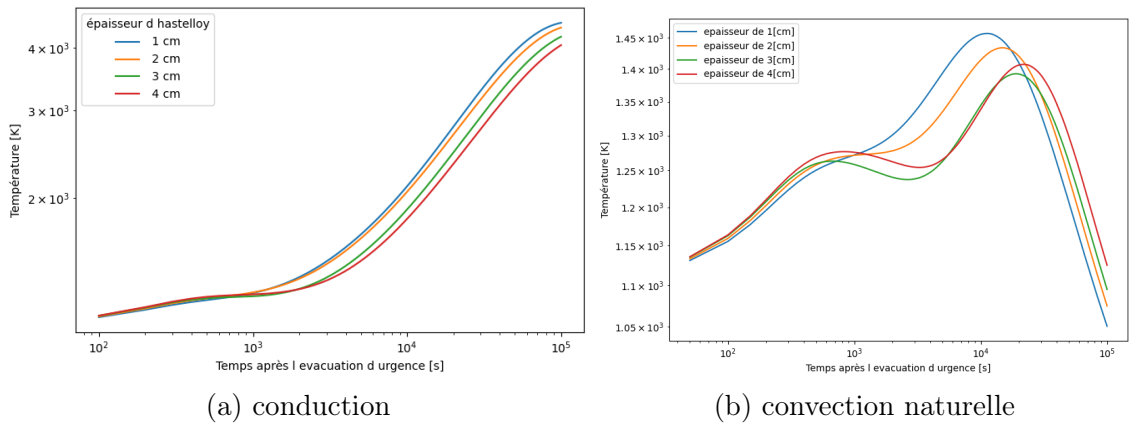 épaisseur d hastelloy
1 cm
2 cm
3 cm
4 cm
4 × 10³
3 × 10³
2 × 10³
Température [K]
10² 10³ 10⁴ 10⁵
Temps après l evacuation d urgence [s]
(a) conduction
epaisseur de 1[cm]
epaisseur de 2[cm]
epaisseur de 3[cm]
epaisseur de 4[cm]
1.45 × 10³
1.4 × 10³
1.35 × 10³
1.3 × 10³
1.25 × 10³
1.2 × 10³
1.15 × 10³
1.1 × 10³
1.05 × 10³
Température [K]
10² 10³ 10⁴ 10⁵
Temps après l evacuation d urgence [s]
(b) convection naturelle